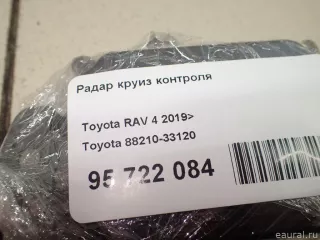 Радар круиз контроля
Toyota RAV 4 2019>
Toyota 88210-33120
95 722 084
eaural.ru